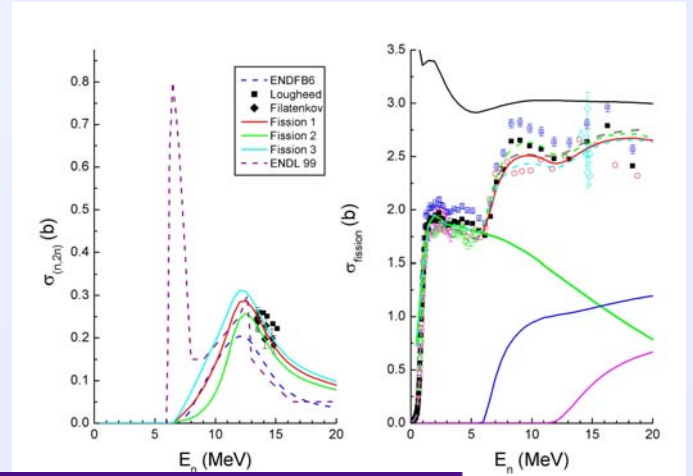 0.8
0.7
0.6
0.5
0.4
0.3
0.2
0.1
0.0
σ(n,2n) (b)
ENDFB6
Lougheed
Filatenkov
Fission 1
Fission 2
Fission 3
ENDL 99
0 5 10 15 20
En (MeV)
3.5
3.0
2.5
2.0
1.5
1.0
0.5
0.0
σfission (b)
0 5 10 15 20
En (MeV)